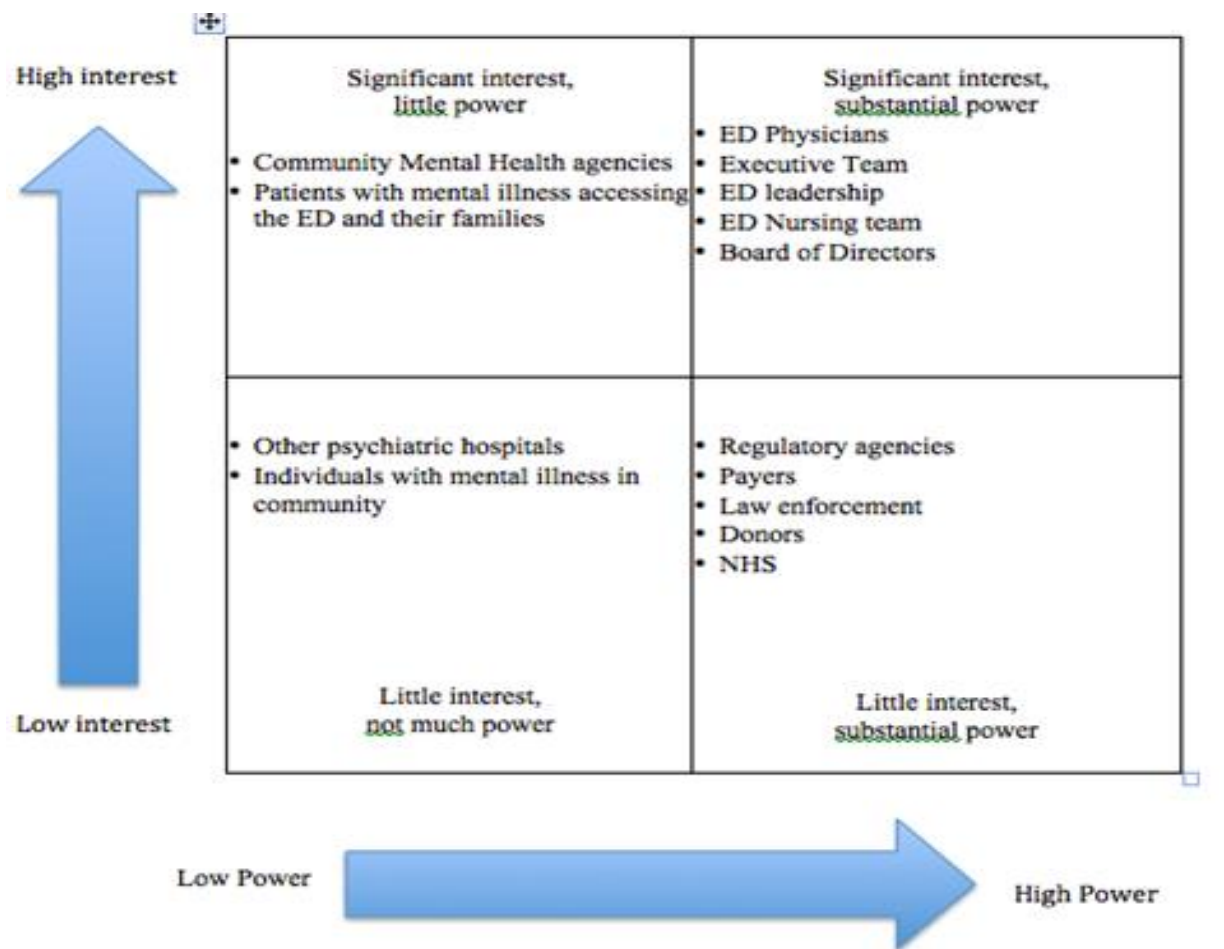 High interest
Significant interest,
little power
• Community Mental Health agencies
• Patients with mental illness accessing
the ED and their families
Significant interest,
substantial power
• ED Physicians
• Executive Team
• ED leadership
• ED Nursing team
• Board of Directors
• Other psychiatric hospitals
• Individuals with mental illness in
community
Little interest,
not much power
• Regulatory agencies
• Payers
• Law enforcement
• Donors
• NHS
Little interest,
substantial power
Low interest
Low Power
High Power